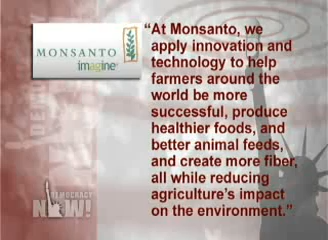 MONSANTO
imagine®
“At Monsanto, we
apply innovation and
technology to help
farmers around the
world be more
successful, produce
healthier foods, and
better animal feeds,
and create more fiber,
all while reducing
agriculture’s impact
on the environment.”
DEMOCRACY
NOW!